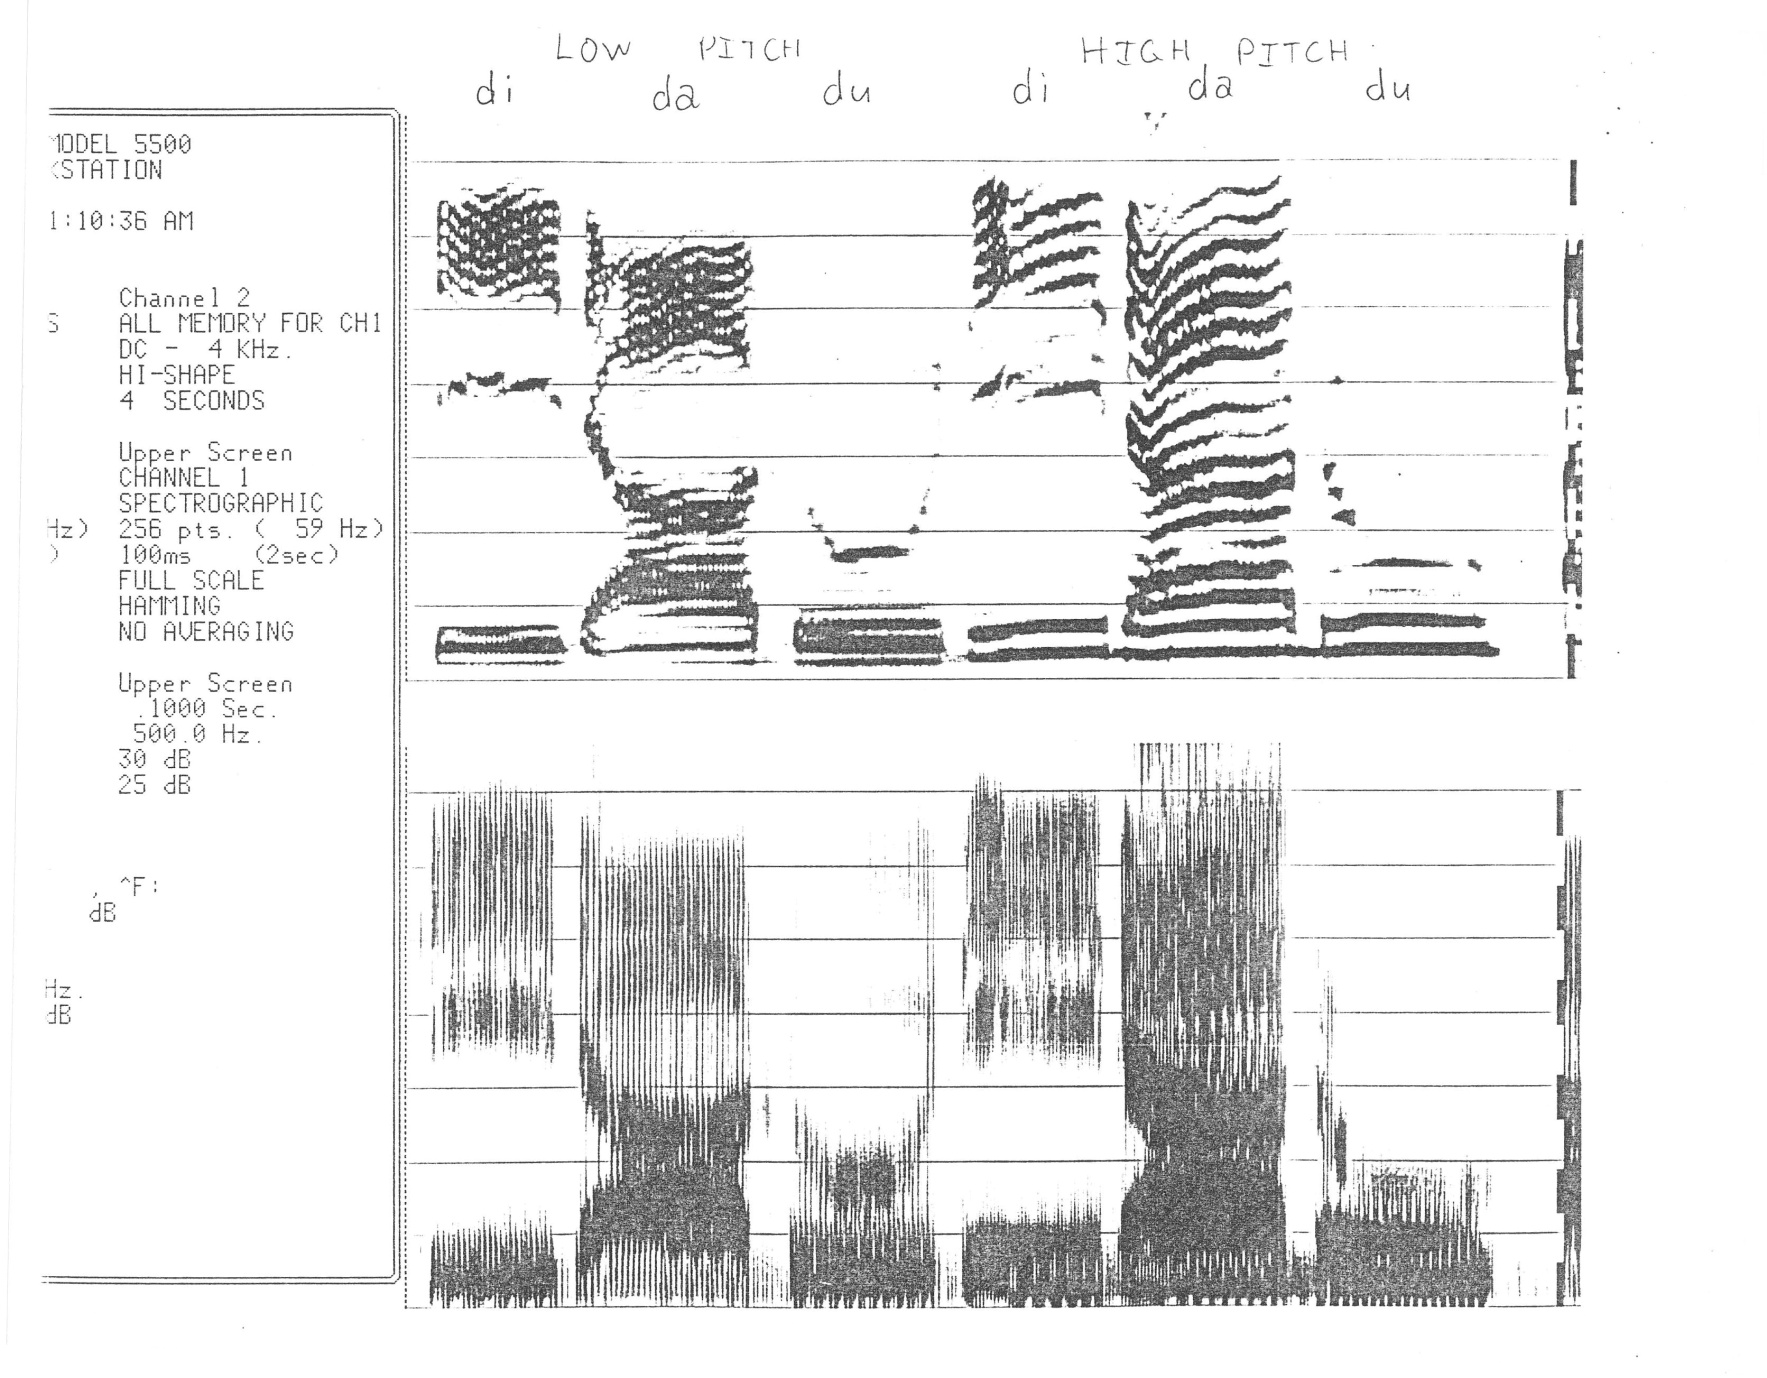 LOW PITCH HIGH PITCH
di da du di da du
MODEL 5500
STATION
1:10:36 AM
Channel 2
S ALL MEMORY FOR CH1
DC - 4 KHz.
HI-SHAPE
4 SECONDS
Upper Screen
CHANNEL 1
SPECTROGRAPHIC
Hz) 256 pts. ( 59 Hz)
) 100ms (2sec)
FULL SCALE
HAMMING
NO AVERAGING
Upper Screen
.1000 Sec.
500.0 Hz.
30 dB
25 dB
, ^F:
dB
Hz.
dB